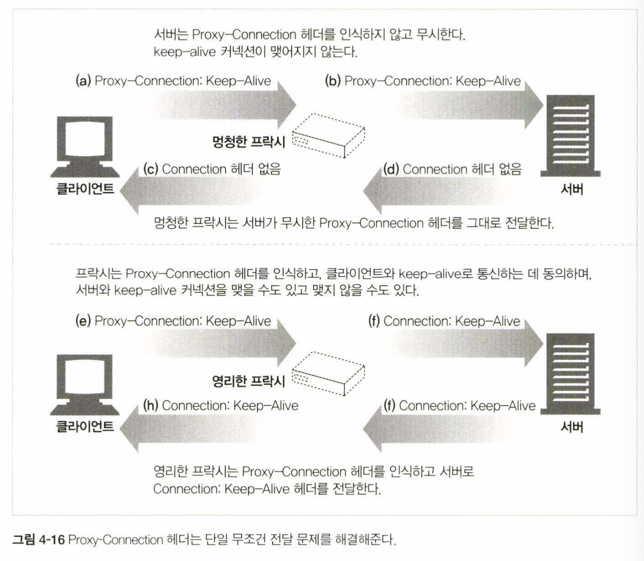 서버는 Proxy-Connection 헤더를 인식하지 않고 무시한다.
keep-alive 커넥션이 맺어지지 않는다.
(a) Proxy-Connection: Keep-Alive
(b) Proxy-Connection: Keep-Alive
멍청한 프락시
(c) Connection 헤더 없음
(d) Connection 헤더 없음
클라이언트
서버
멍청한 프락시는 서버가 무시한 Proxy-Connection 헤더를 그대로 전달한다.
프락시는 Proxy-Connection 헤더를 인식하고, 클라이언트와 keep-alive로 통신하는 데 동의하며,
서버와 keep-alive 커넥션을 맺을 수도 있고 맺지 않을 수도 있다.
(e) Proxy-Connection: Keep-Alive
(f) Connection: Keep-Alive
영리한 프락시
(h) Connection: Keep-Alive
(f) Connection: Keep-Alive
클라이언트
서버
영리한 프락시는 Proxy-Connection 헤더를 인식하고 서버로
Connection: Keep-Alive 헤더를 전달한다.
그림 4-16 Proxy-Connection 헤더는 단일 무조건 전달 문제를 해결해준다.